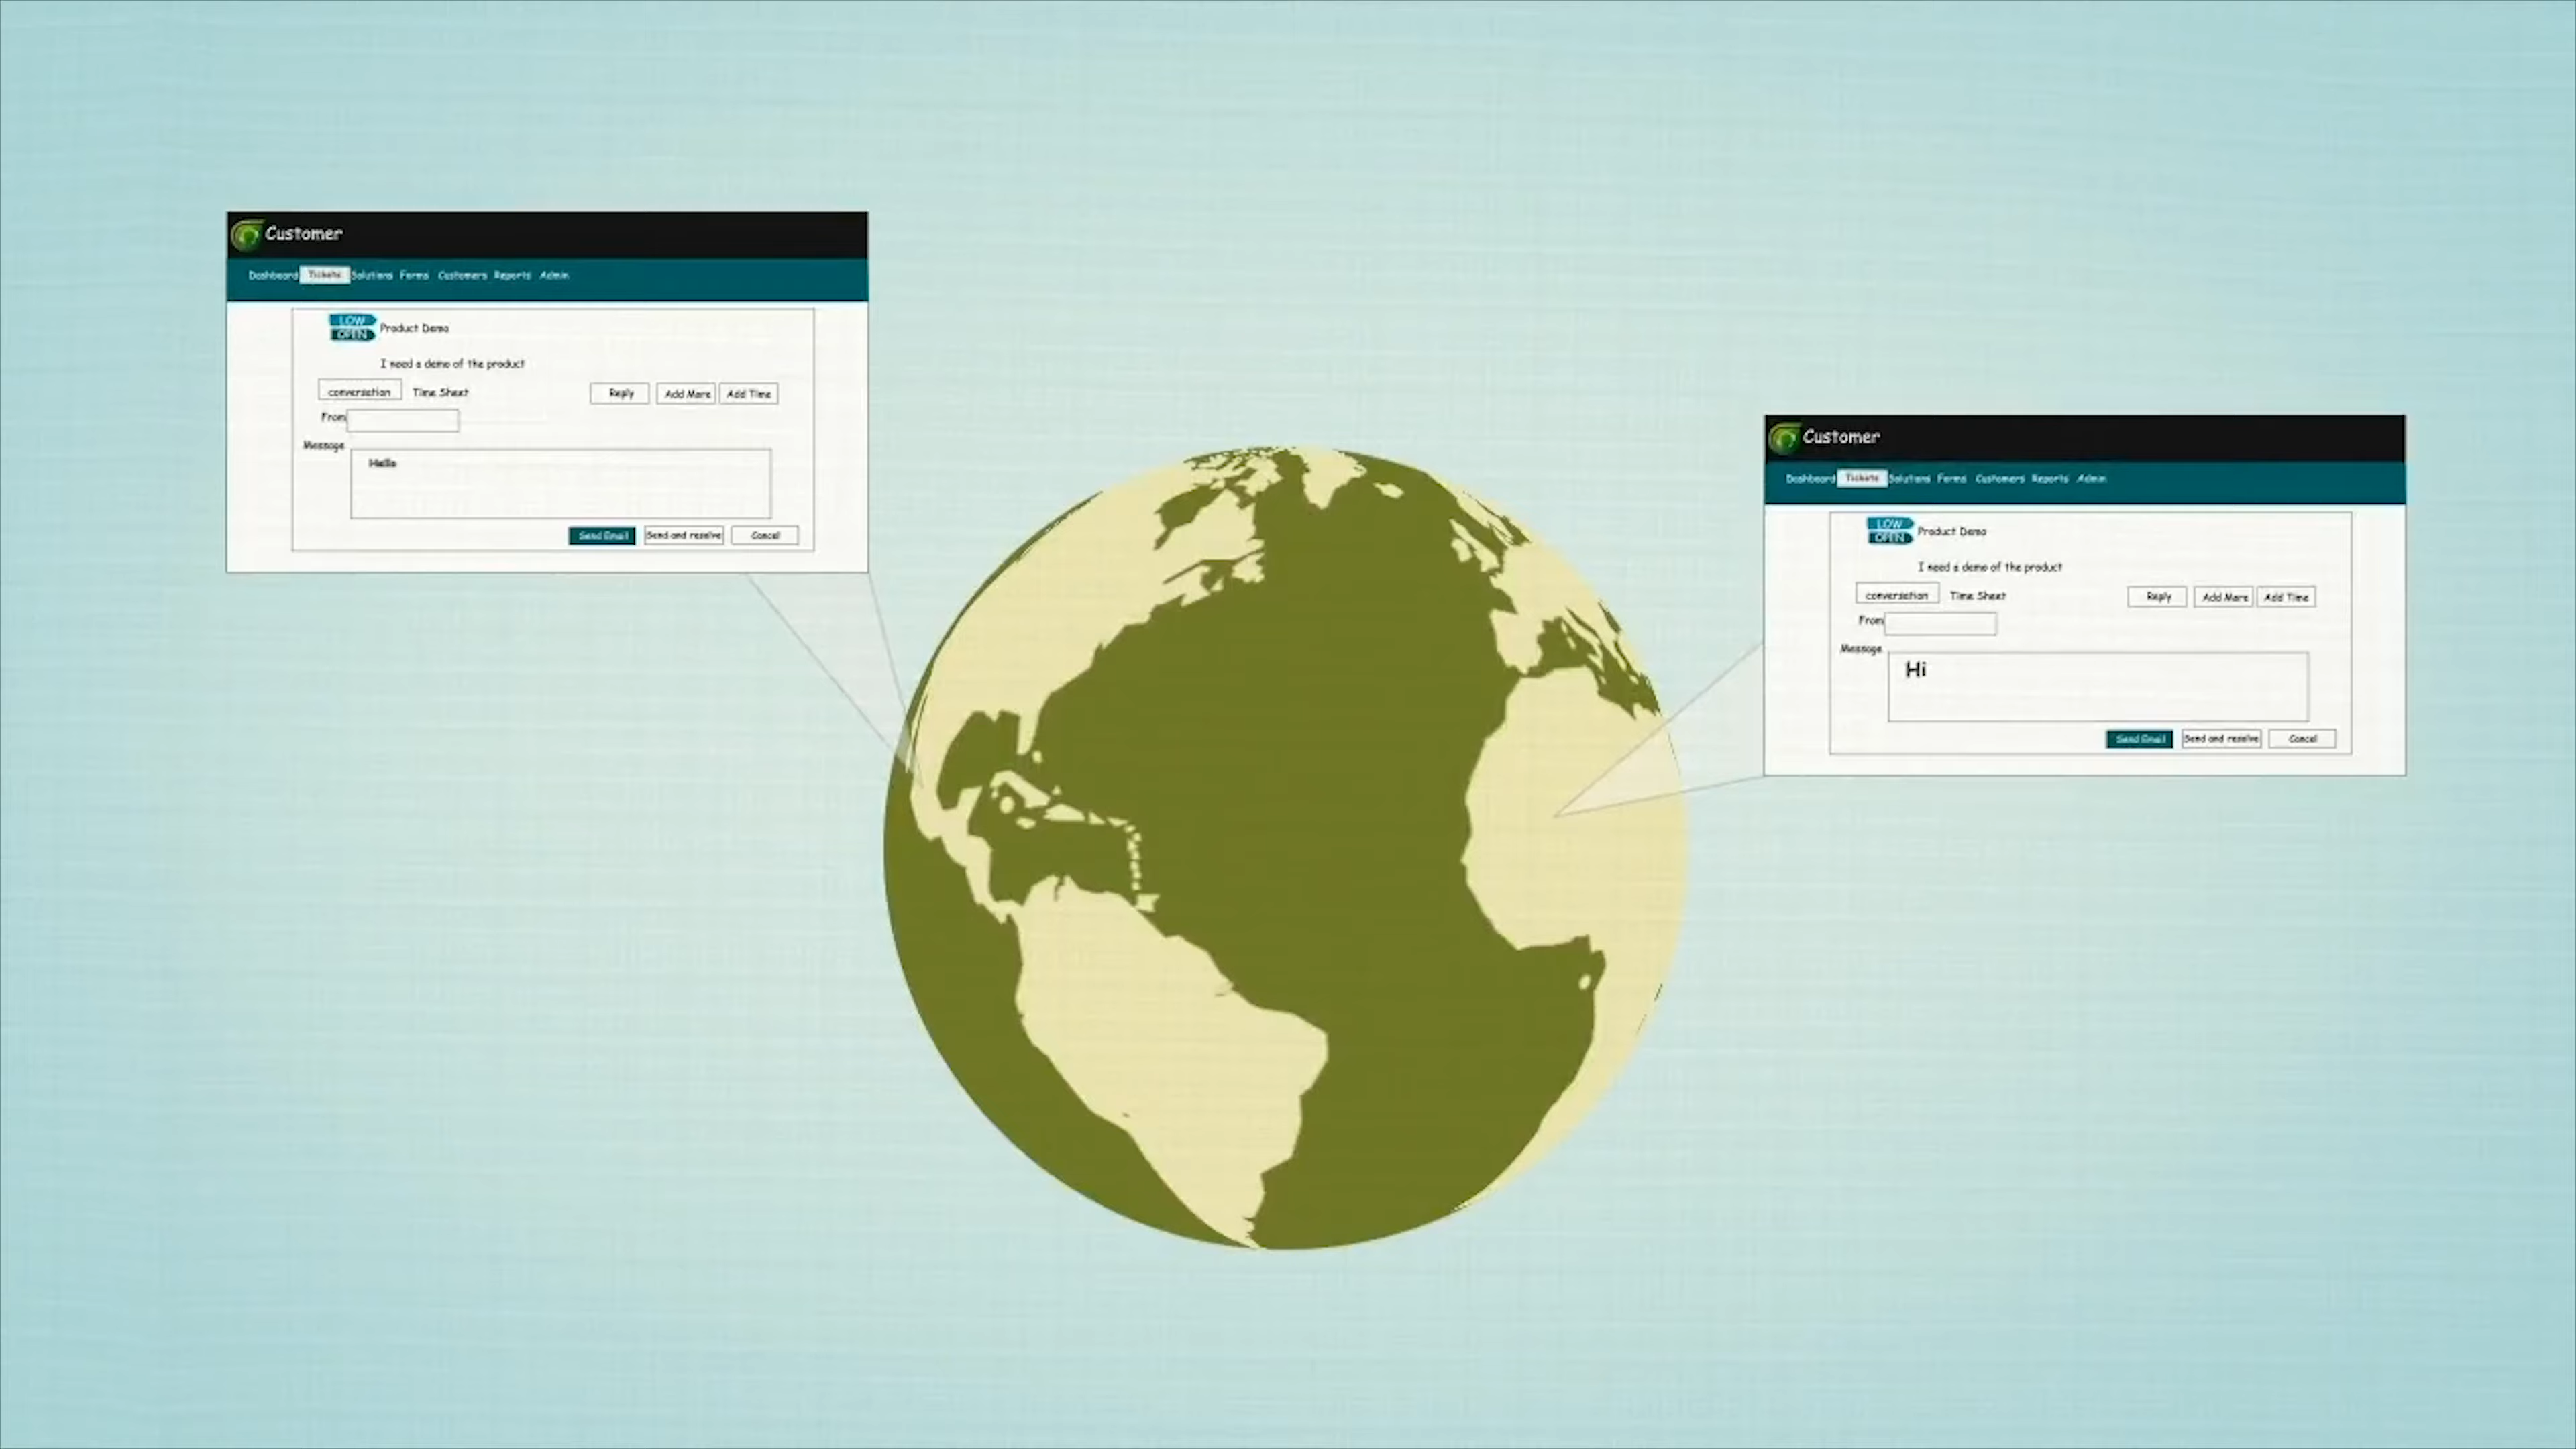 Customer
Dashboard Tickets Solutions Forms Customers Reports Admin
LOW
OPEN
Product Demo
I need a demo of the product
conversation Time Sheet Reply Add More Add Time
From
Message
Hello
Send Email Send and resolve Cancel
Customer
Dashboard Tickets Solutions Forms Customers Reports Admin
LOW
OPEN
Product Demo
I need a demo of the product
conversation Time Sheet Reply Add More Add Time
From
Message
Hi
Send Email Send and resolve Cancel